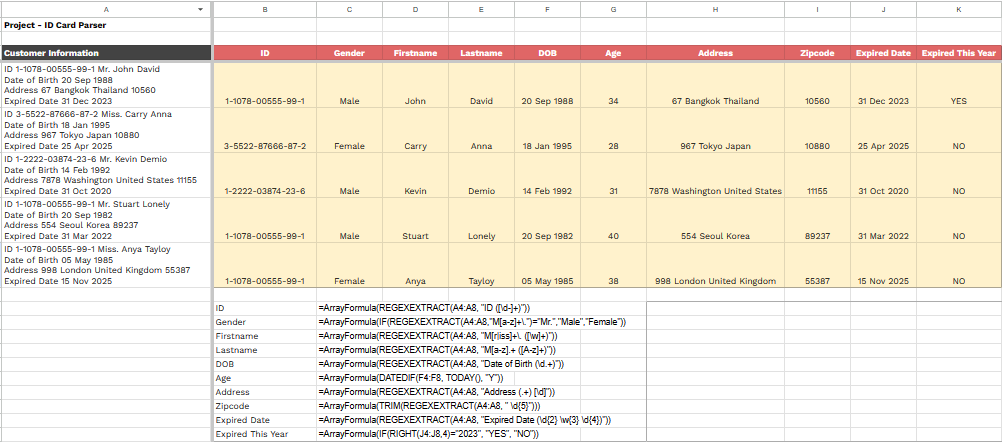 A B C D E F G H I J K
Project - ID Card Parser
Customer Information ID Gender Firstname Lastname DOB Age Address Zipcode Expired Date Expired This Year
ID 1-1078-00555-99-1 Mr. John David
Date of Birth 20 Sep 1988
Address 67 Bangkok Thailand 10560
Expired Date 31 Dec 2023 1-1078-00555-99-1 Male John David 20 Sep 1988 34 67 Bangkok Thailand 10560 31 Dec 2023 YES
ID 3-5522-87666-87-2 Miss. Carry Anna
Date of Birth 18 Jan 1995
Address 967 Tokyo Japan 10880
Expired Date 25 Apr 2025 3-5522-87666-87-2 Female Carry Anna 18 Jan 1995 28 967 Tokyo Japan 10880 25 Apr 2025 NO
ID 1-2222-03874-23-6 Mr. Kevin Demio
Date of Birth 14 Feb 1992
Address 7878 Washington United States 11155
Expired Date 31 Oct 2020 1-2222-03874-23-6 Male Kevin Demio 14 Feb 1992 31 7878 Washington United States 11155 31 Oct 2020 NO
ID 1-1078-00555-99-1 Mr. Stuart Lonely
Date of Birth 20 Sep 1982
Address 554 Seoul Korea 89237
Expired Date 31 Mar 2022 1-1078-00555-99-1 Male Stuart Lonely 20 Sep 1982 40 554 Seoul Korea 89237 31 Mar 2022 NO
ID 1-1078-00555-99-1 Miss. Anya Tayloy
Date of Birth 05 May 1985
Address 998 London United Kingdom 55387
Expired Date 15 Nov 2025 1-1078-00555-99-1 Female Anya Tayloy 05 May 1985 38 998 London United Kingdom 55387 15 Nov 2025 NO
ID =ArrayFormula(REGEXEXTRACT(A4:A8, "ID ([\d-]+)"))
Gender =ArrayFormula(IF(REGEXEXTRACT(A4:A8,"M[a-z]+\.")="Mr.","Male","Female"))
Firstname =ArrayFormula(REGEXEXTRACT(A4:A8, "M[r|iss]+\. ([\w]+)"))
Lastname =ArrayFormula(REGEXEXTRACT(A4:A8, "M[a-z].+ ([A-z]+)"))
DOB =ArrayFormula(REGEXEXTRACT(A4:A8, "Date of Birth (\d.+)"))
Age =ArrayFormula(DATEDIF(F4:F8, TODAY(), "Y"))
Address =ArrayFormula(REGEXEXTRACT(A4:A8, "Address (.+) [\d]"))
Zipcode =ArrayFormula(TRIM(REGEXEXTRACT(A4:A8, " \d{5}")))
Expired Date =ArrayFormula(REGEXEXTRACT(A4:A8, "Expired Date (\d{2} \w{3} \d{4})"))
Expired This Year =ArrayFormula(IF(RIGHT(J4:J8,4)="2023", "YES", "NO"))